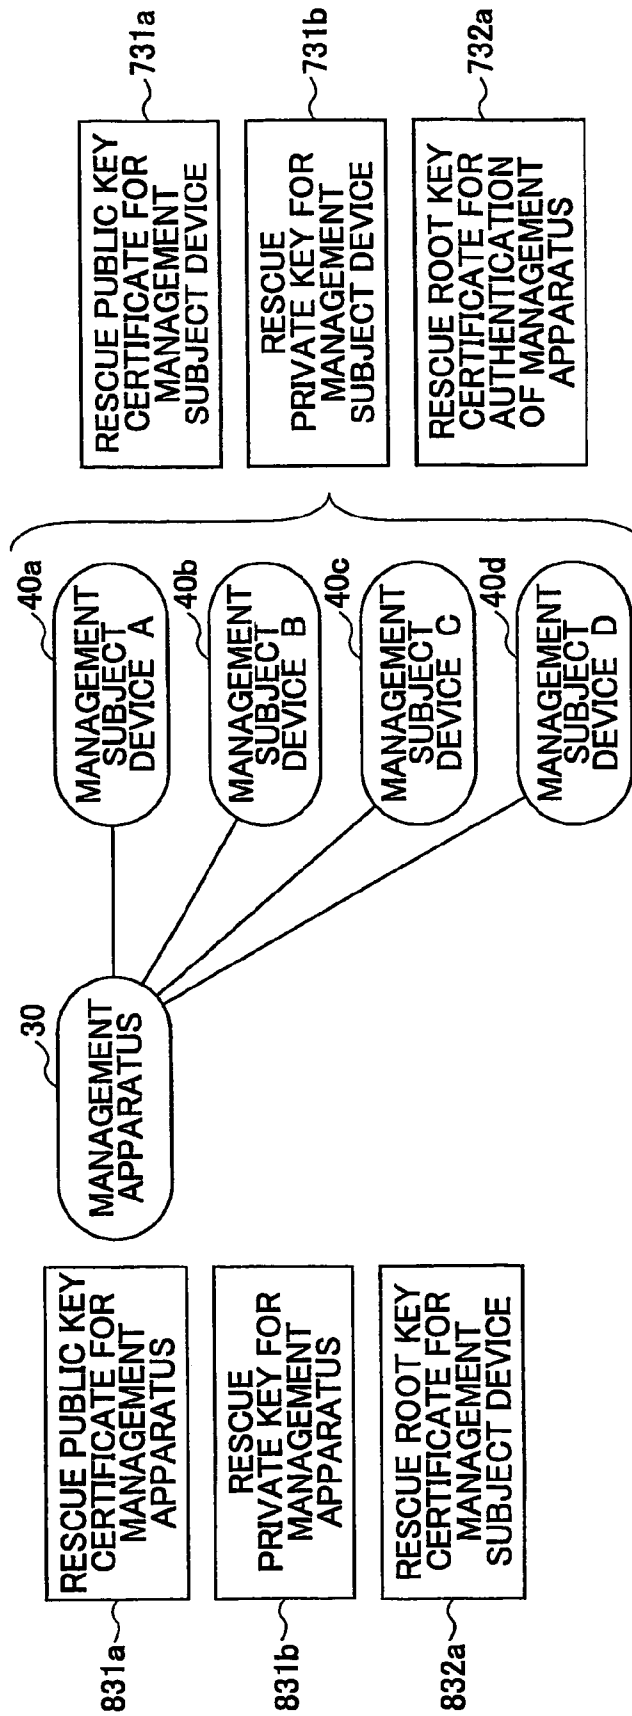 831a
RESCUE PUBLIC KEY
CERTIFICATE FOR
MANAGEMENT
APPARATUS
831b
RESCUE
PRIVATE KEY FOR
MANAGEMENT
APPARATUS
832a
RESCUE ROOT KEY
CERTIFICATE FOR
MANAGEMENT
SUBJECT DEVICE
30
MANAGEMENT
APPARATUS
40a
MANAGEMENT
SUBJECT
DEVICE A
40b
MANAGEMENT
SUBJECT
DEVICE B
40c
MANAGEMENT
SUBJECT
DEVICE C
40d
MANAGEMENT
SUBJECT
DEVICE D
731a
RESCUE PUBLIC KEY
CERTIFICATE FOR
MANAGEMENT
SUBJECT DEVICE
731b
RESCUE
PRIVATE KEY FOR
MANAGEMENT
SUBJECT DEVICE
732a
RESCUE ROOT KEY
CERTIFICATE FOR
AUTHENTICATION
OF MANAGEMENT
APPARATUS